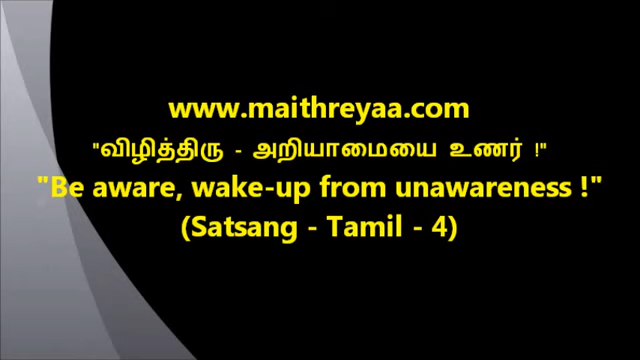 www.maithreyaa.com
"விழித்திரு - அறியாமையை உணர் !"
"Be aware, wake-up from unawareness !"
(Satsang - Tamil - 4)